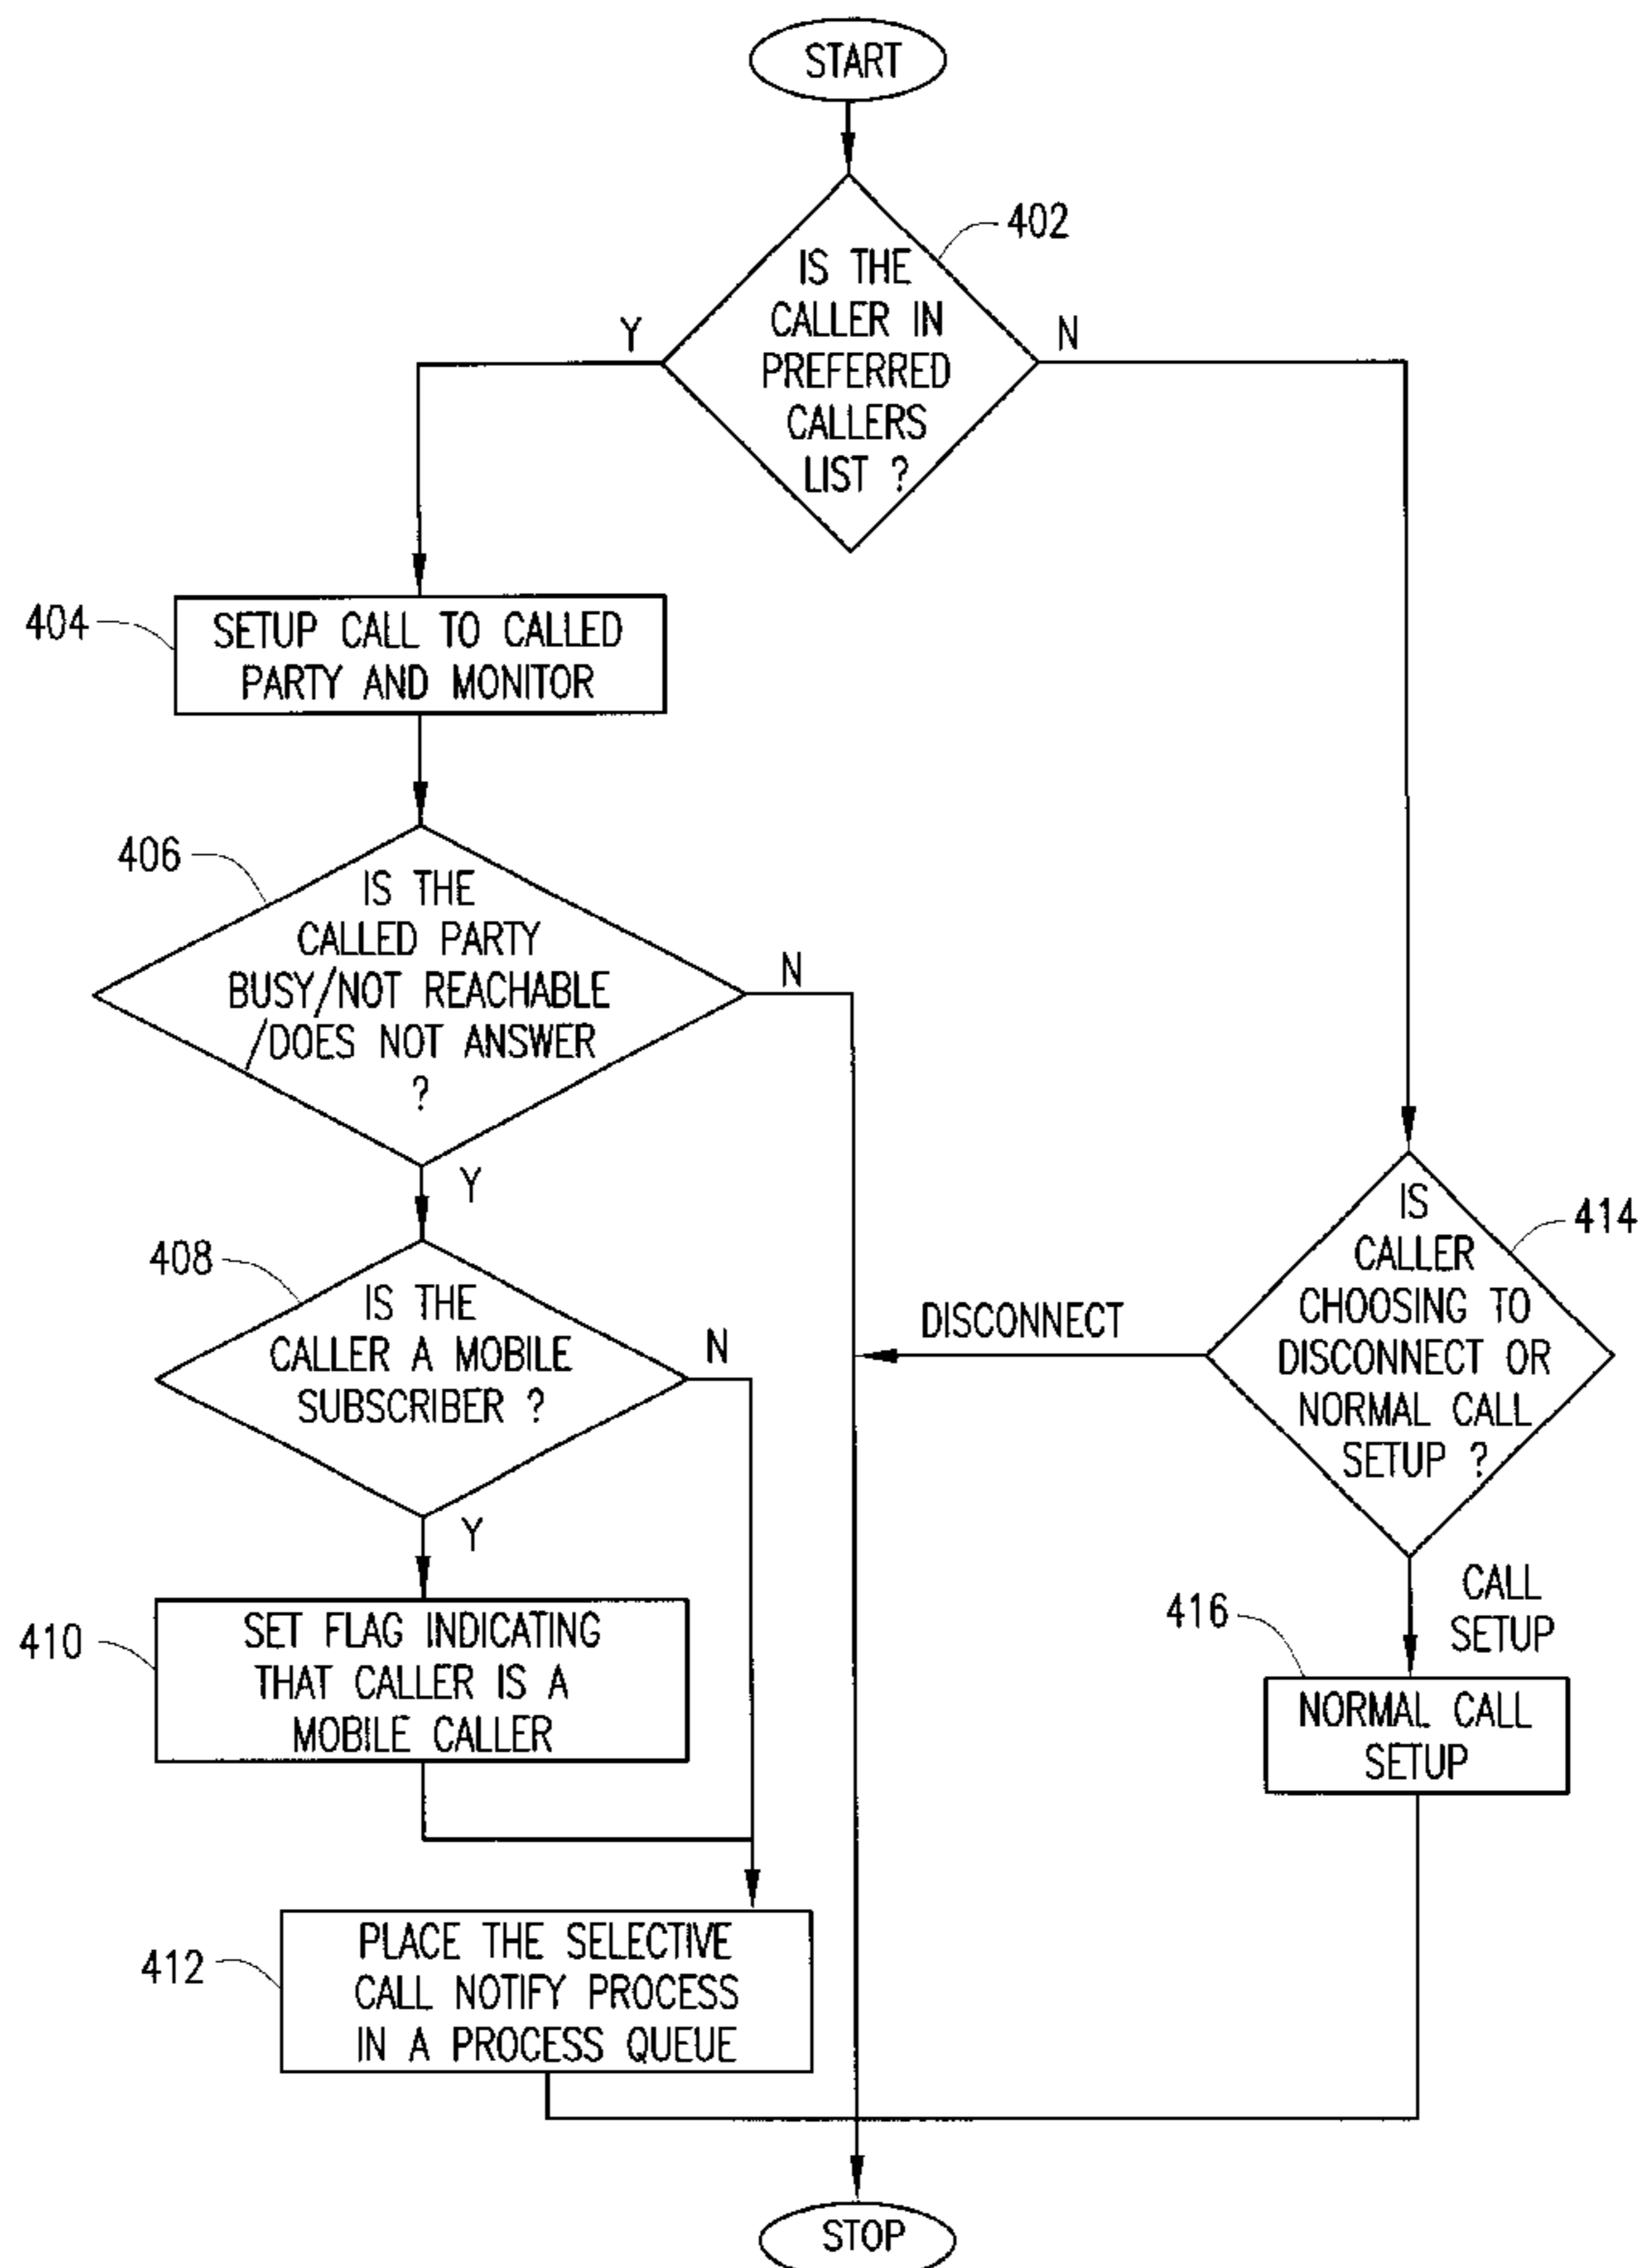 START
402
IS THE
CALLER IN
PREFERRED
CALLERS
LIST ?
Y
N
404
SETUP CALL TO CALLED
PARTY AND MONITOR
406
IS THE
CALLED PARTY
BUSY/NOT REACHABLE
/DOES NOT ANSWER
?
N
Y
408
IS THE
CALLER A MOBILE
SUBSCRIBER ?
N
Y
DISCONNECT
414
IS
CALLER
CHOOSING TO
DISCONNECT OR
NORMAL CALL
SETUP ?
CALL
SETUP
410
SET FLAG INDICATING
THAT CALLER IS A
MOBILE CALLER
416
NORMAL CALL
SETUP
412
PLACE THE SELECTIVE
CALL NOTIFY PROCESS
IN A PROCESS QUEUE
STOP